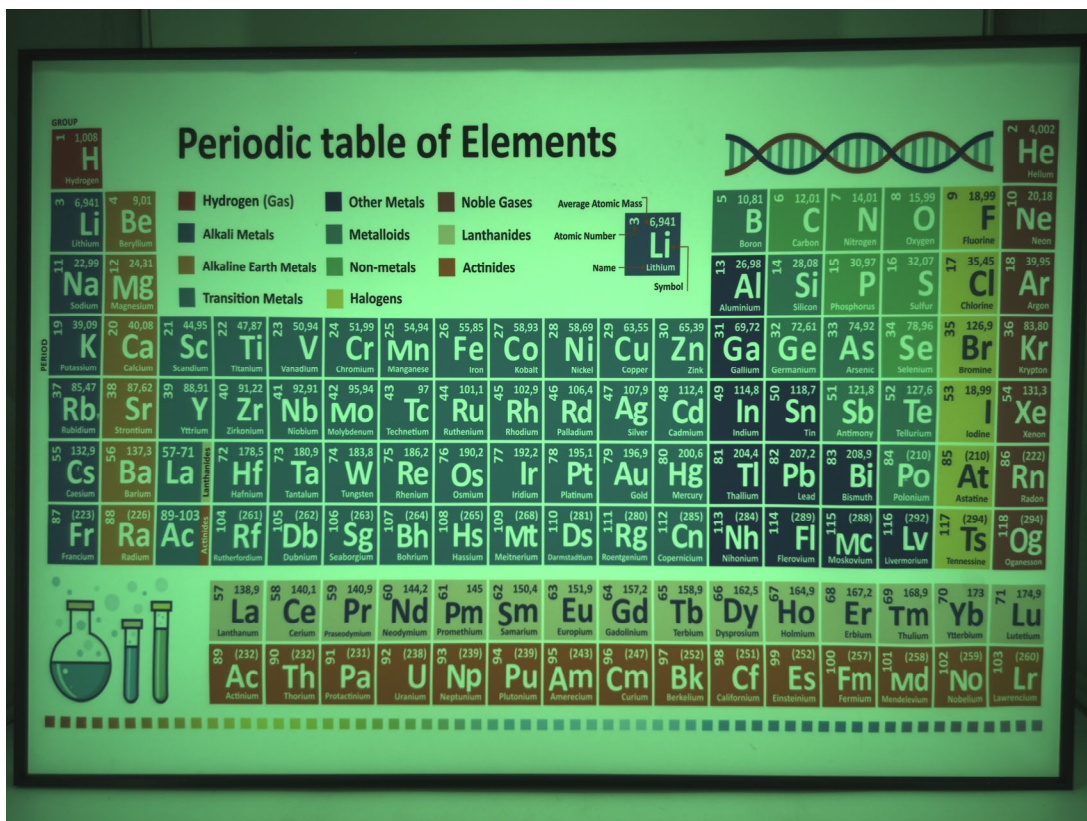 GROUP
Periodic table of Elements
1 1,008 H Hydrogen
2 4,002 He Helium
Hydrogen (Gas)
Other Metals
Noble Gases
Alkali Metals
Metalloids
Lanthanides
Alkaline Earth Metals
Non-metals
Actinides
Transition Metals
Halogens
Average Atomic Mass
Atomic Number
3 6,941 Li Lithium
Name
Symbol
3 6,941 Li Lithium
4 9,01 Be Beryllium
5 10,81 B Boron
6 12,01 C Carbon
7 14,01 N Nitrogen
8 15,99 O Oxygen
9 18,99 F Fluorine
10 20,18 Ne Neon
11 22,99 Na Sodium
12 24,31 Mg Magnesium
13 26,98 Al Aluminium
14 28,08 Si Silicon
15 30,97 P Phosphorus
16 32,07 S Sulfur
17 35,45 Cl Chlorine
18 39,95 Ar Argon
PERIOD
19 39,09 K Potassium
20 40,08 Ca Calcium
21 44,95 Sc Scandium
22 47,87 Ti Titanium
23 50,94 V Vanadium
24 51,99 Cr Chromium
25 54,94 Mn Manganese
26 55,85 Fe Iron
27 58,93 Co Kobalt
28 58,69 Ni Nickel
29 63,55 Cu Copper
30 65,39 Zn Zink
31 69,72 Ga Gallium
32 72,61 Ge Germanium
33 74,92 As Arsenic
34 78,96 Se Selenium
35 126,9 Br Bromine
36 83,80 Kr Krypton
37 85,47 Rb Rubidium
38 87,62 Sr Strontium
39 88,91 Y Yttrium
40 91,22 Zr Zirkonium
41 92,91 Nb Niobium
42 95,94 Mo Molybdenum
43 97 Tc Technetium
44 101,1 Ru Ruthenium
45 102,9 Rh Rhodium
46 106,4 Rd Palladium
47 107,9 Ag Silver
48 112,4 Cd Cadmium
49 114,8 In Indium
50 118,7 Sn Tin
51 121,8 Sb Antimony
52 127,6 Te Tellurium
53 18,99 I Iodine
54 131,3 Xe Xenon
55 132,9 Cs Caesium
56 137,3 Ba Barium
57-71 La Lanthanides
72 178,5 Hf Hafnium
73 180,9 Ta Tantalum
74 183,8 W Tungsten
75 186,2 Re Rhenium
76 190,2 Os Osmium
77 192,2 Ir Iridium
78 195,1 Pt Platinum
79 196,9 Au Gold
80 200,6 Hg Mercury
81 204,4 Tl Thallium
82 207,2 Pb Lead
83 208,9 Bi Bismuth
84 (210) Po Polonium
85 (210) At Astatine
86 (222) Rn Radon
87 (223) Fr Francium
88 (226) Ra Radium
89-103 Ac Actinides
104 (261) Rf Rutherfordium
105 (262) Db Dubnium
106 (263) Sg Seaborgium
107 (264) Bh Bohrium
108 (265) Hs Hassium
109 (268) Mt Meitnerium
110 (281) Ds Darmstadtium
111 (280) Rg Roentgenium
112 (285) Cn Copernicium
113 (284) Nh Nihonium
114 (289) Fl Flerovium
115 (288) Mc Moskovium
116 (292) Lv Livermorium
117 (294) Ts Tennessine
118 (294) Og Oganesson
57 138,9 La Lanthanum
58 140,1 Ce Cerium
59 140,9 Pr Praseodymium
60 144,2 Nd Neodymium
61 145 Pm Promethium
62 150,4 Sm Samarium
63 151,9 Eu Europium
64 157,2 Gd Gadolinium
65 158,9 Tb Terbium
66 162,5 Dy Dysprosium
67 164,9 Ho Holmium
68 167,2 Er Erbium
69 168,9 Tm Thulium
70 173 Yb Ytterbium
71 174,9 Lu Lutetium
89 (232) Ac Actinium
90 (232) Th Thorium
91 (231) Pa Protactinium
92 (238) U Uranium
93 (239) Np Neptunium
94 (239) Pu Plutonium
95 (243) Am Amerecium
96 (247) Cm Curium
97 (252) Bk Berkelium
98 (251) Cf Californium
99 (252) Es Einsteinium
100 (257) Fm Fermium
101 (258) Md Mendelevium
102 (259) No Nobelium
103 (260) Lr Lawrencium